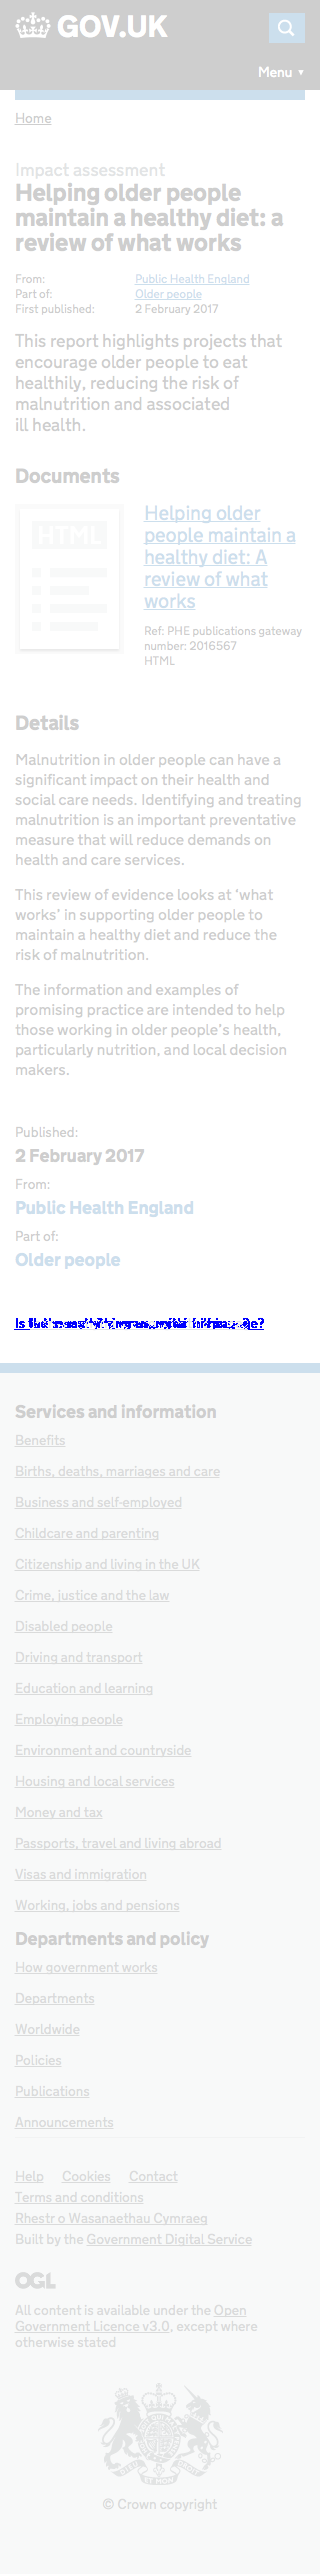 GOV.UK
Menu ▼
Home
Impact assessment
Helping older people
maintain a healthy diet: a
review of what works
From: Public Health England
Part of: Older people
First published: 2 February 2017
This report highlights projects that
encourage older people to eat
healthily, reducing the risk of
malnutrition and associated
ill health.
Documents
HTML
Helping older
people maintain a
healthy diet: A
review of what
works
Ref: PHE publications gateway
number: 2016567
HTML
Details
Malnutrition in older people can have a
significant impact on their health and
social care needs. Identifying and treating
malnutrition is an important preventative
measure that will reduce demands on
health and care services.
This review of evidence looks at ‘what
works’ in supporting older people to
maintain a healthy diet and reduce the
risk of malnutrition.
The information and examples of
promising practice are intended to help
those working in older people’s health,
particularly nutrition, and local decision
makers.
Published:
2 February 2017
From:
Public Health England
Part of:
Older people
Services and information
Benefits
Births, deaths, marriages and care
Business and self-employed
Childcare and parenting
Citizenship and living in the UK
Crime, justice and the law
Disabled people
Driving and transport
Education and learning
Employing people
Environment and countryside
Housing and local services
Money and tax
Passports, travel and living abroad
Visas and immigration
Working, jobs and pensions
Departments and policy
How government works
Departments
Worldwide
Policies
Publications
Announcements
Help Cookies Contact
Terms and conditions
Rhestr o Wasanaethau Cymraeg
Built by the Government Digital Service
OGL
All content is available under the Open
Government Licence v3.0, except where
otherwise stated
© Crown copyright